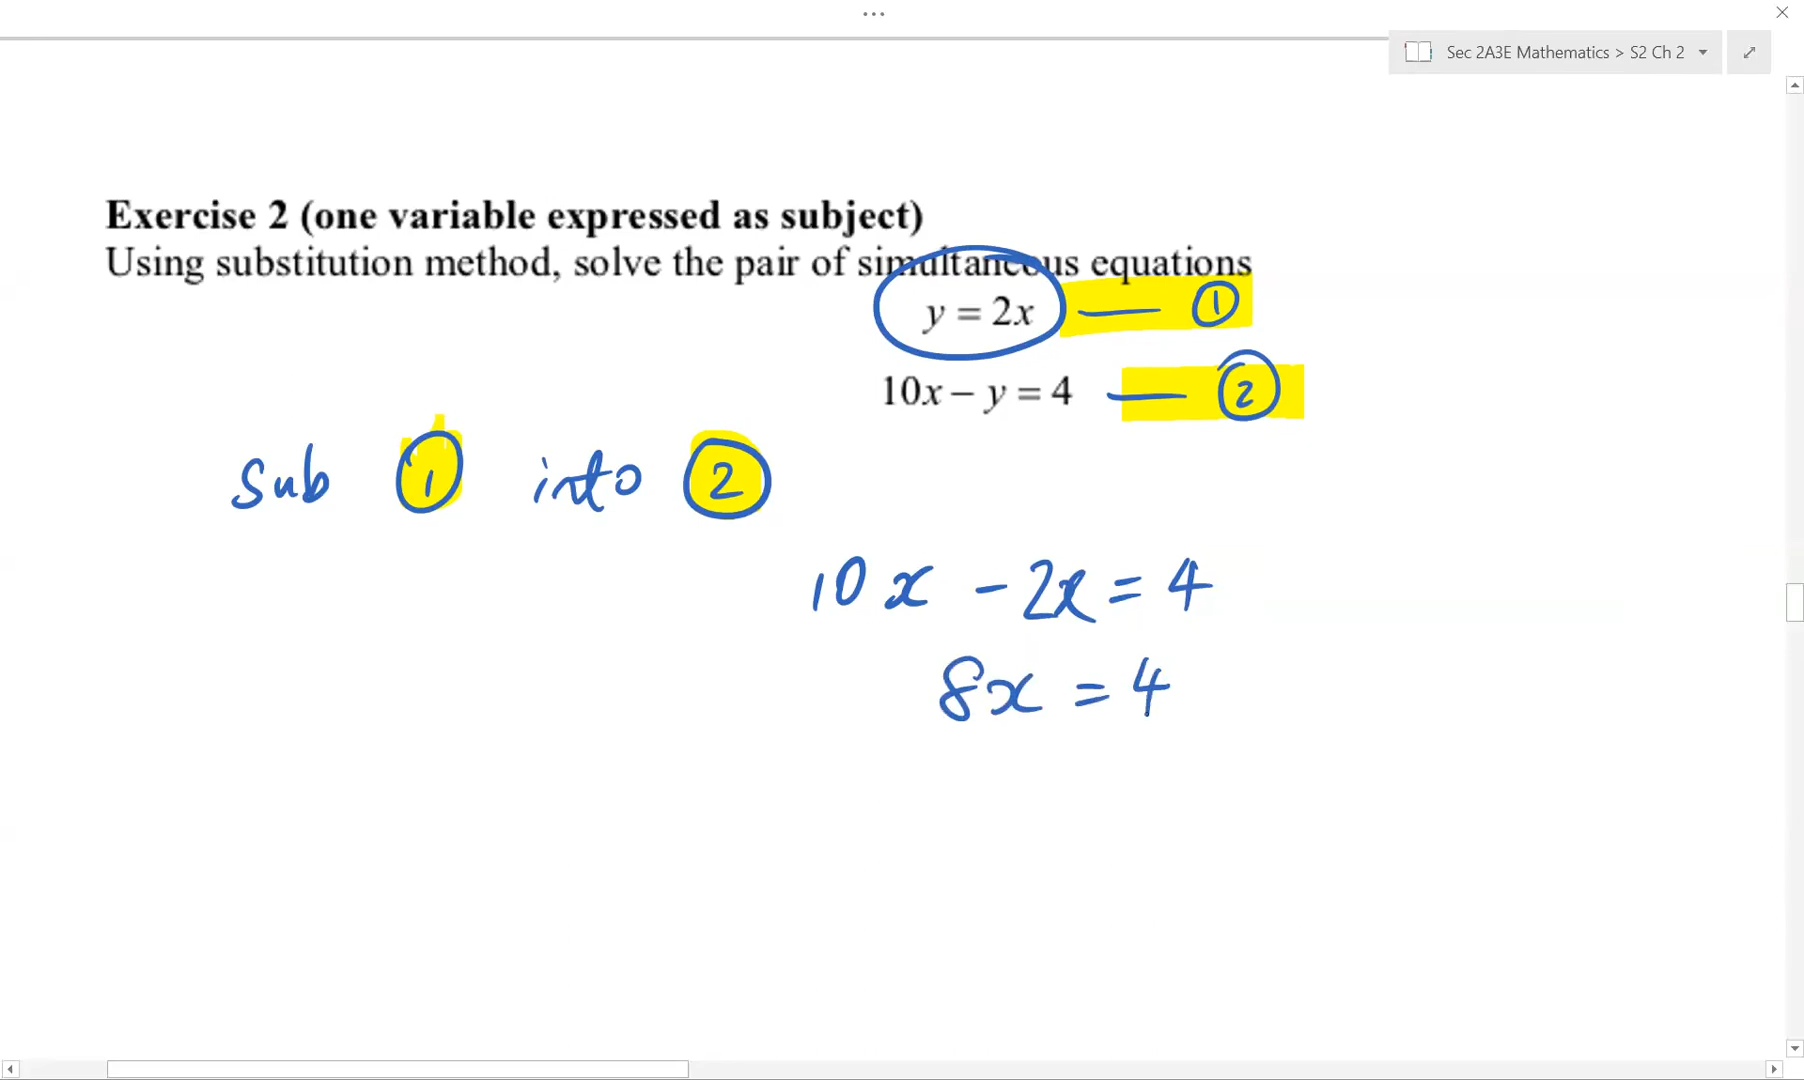 ...
Sec 2A3E Mathematics > S2 Ch 2
Exercise 2 (one variable expressed as subject)
Using substitution method, solve the pair of simultaneous equations
y = 2x — ①
10x – y = 4 — ②
sub ① into ②
10x - 2x = 4
8x = 4